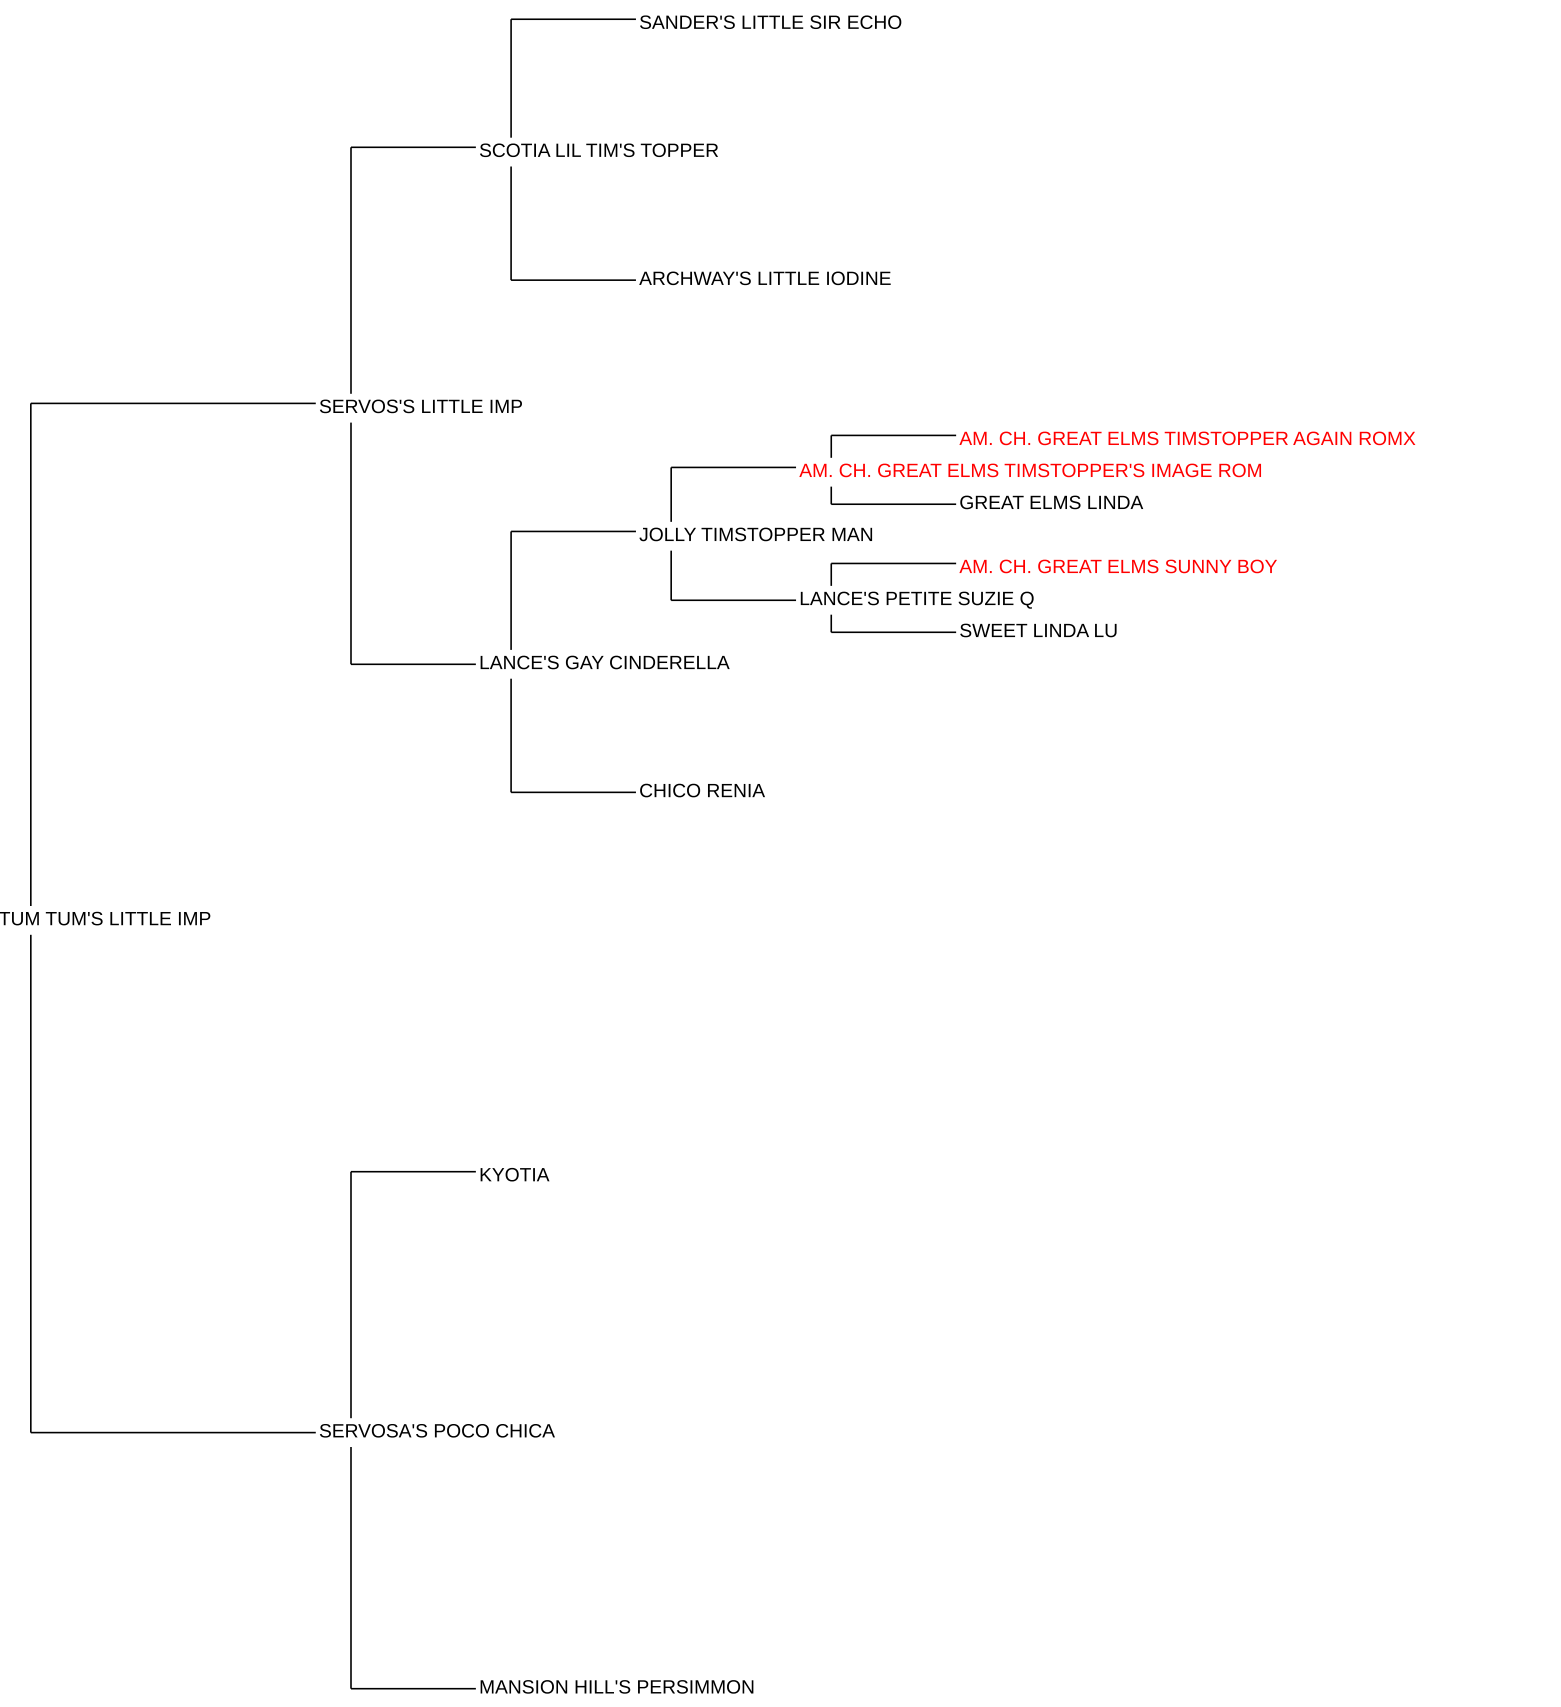 SANDER'S LITTLE SIR ECHO
SCOTIA LIL TIM'S TOPPER
ARCHWAY'S LITTLE IODINE
SERVOS'S LITTLE IMP
AM. CH. GREAT ELMS TIMSTOPPER AGAIN ROMX
AM. CH. GREAT ELMS TIMSTOPPER'S IMAGE ROM
GREAT ELMS LINDA
JOLLY TIMSTOPPER MAN
AM. CH. GREAT ELMS SUNNY BOY
LANCE'S PETITE SUZIE Q
SWEET LINDA LU
LANCE'S GAY CINDERELLA
CHICO RENIA
TUM TUM'S LITTLE IMP
KYOTIA
SERVOSA'S POCO CHICA
MANSION HILL'S PERSIMMON